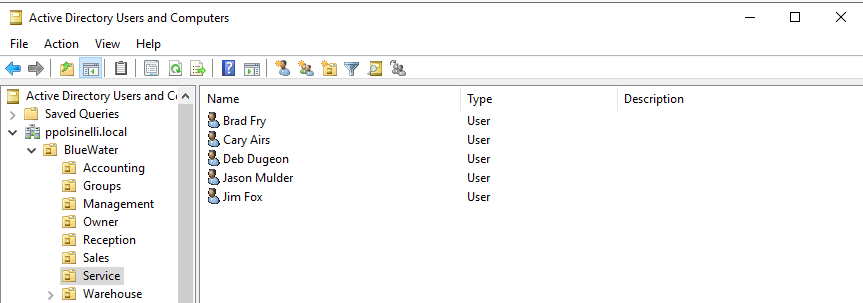 Active Directory Users and Computers
File Action View Help
Active Directory Users and Co
Saved Queries
ppolsinelli.local
BlueWater
Accounting
Groups
Management
Owner
Reception
Sales
Service
Warehouse
Name Type Description
Brad Fry User
Cary Airs User
Deb Dugeon User
Jason Mulder User
Jim Fox User